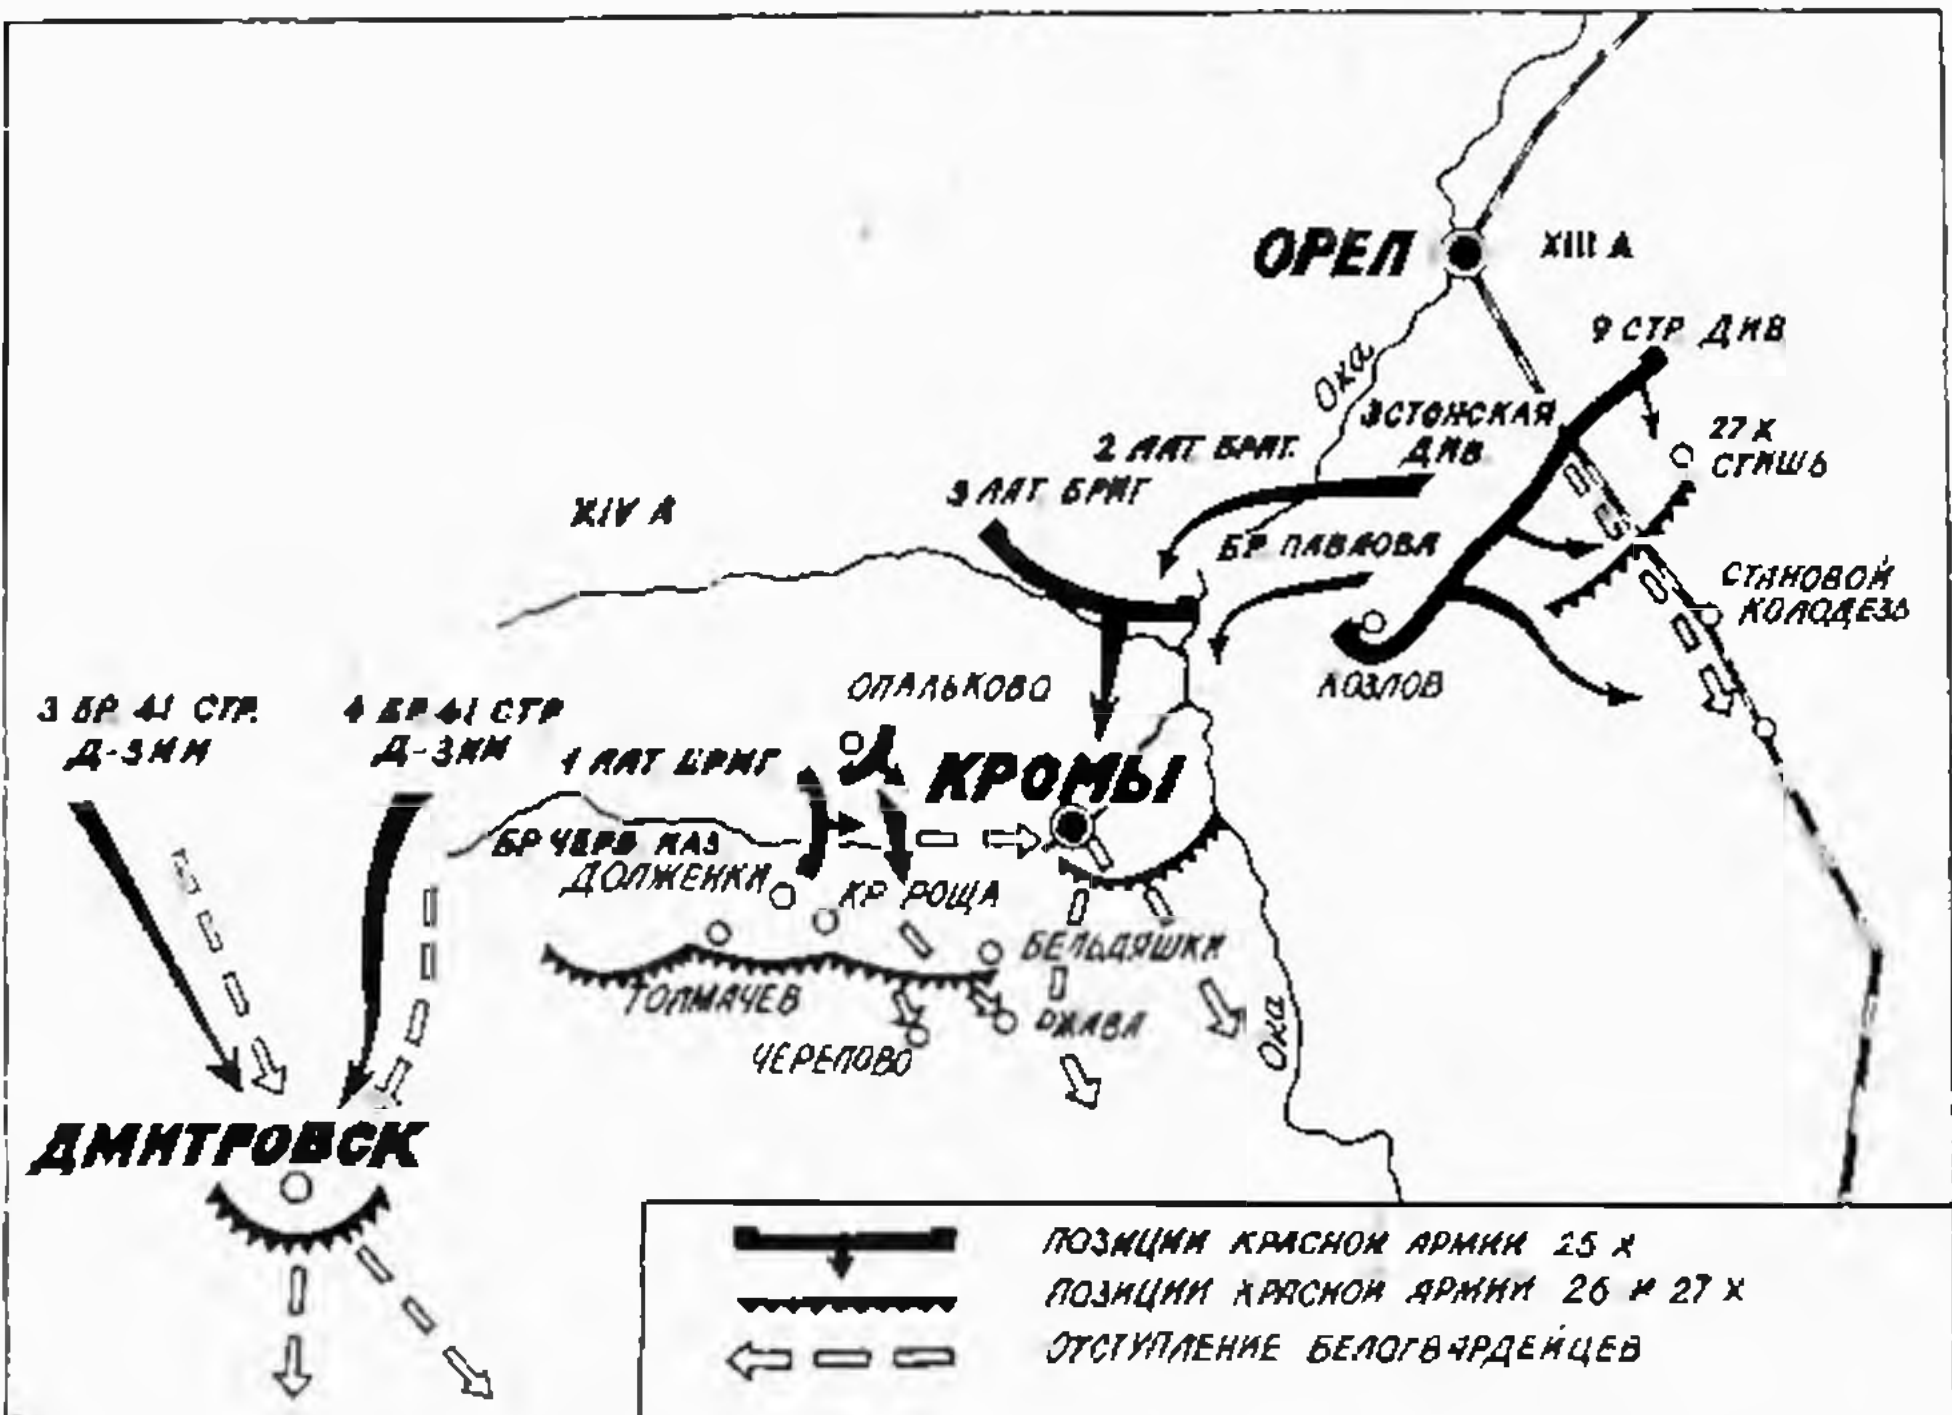 ОРЕЛ
XIII А
9 СТР ДИВ
Ока
ЭСТОНСКАЯ
ДИВ
27 X
СТИШЬ
2 ЛАТ БРИГ.
3 ЛАТ. БРИГ
XIV А
БР. ПАВЛОВА
СТАНОВОЙ
КОЛОДЕЗЬ
КОЗЛОВ
ОПАЛЬКОВО
3 БР 41 СТР.
Д-ЗИИ
4 БР 41 СТР
Д-ЗИИ
1 ЛАТ БРИГ
КРОМЫ
БР ЧЕРВ КАЗ
ДОЛЖЕНКИ
КР РОЩА
БЕЛЬДЯШКИ
ТОЛМАЧЕВ
РЖАВА
Ока
ЧЕРЕПОВО
ДМИТРОВСК
ПОЗИЦИИ КРАСНОЙ АРМИИ 25 X
ПОЗИЦИИ КРАСНОЙ АРМИИ 26 И 27 X
ОТСТУПЛЕНИЕ БЕЛОГВАРДЕЙЦЕВ